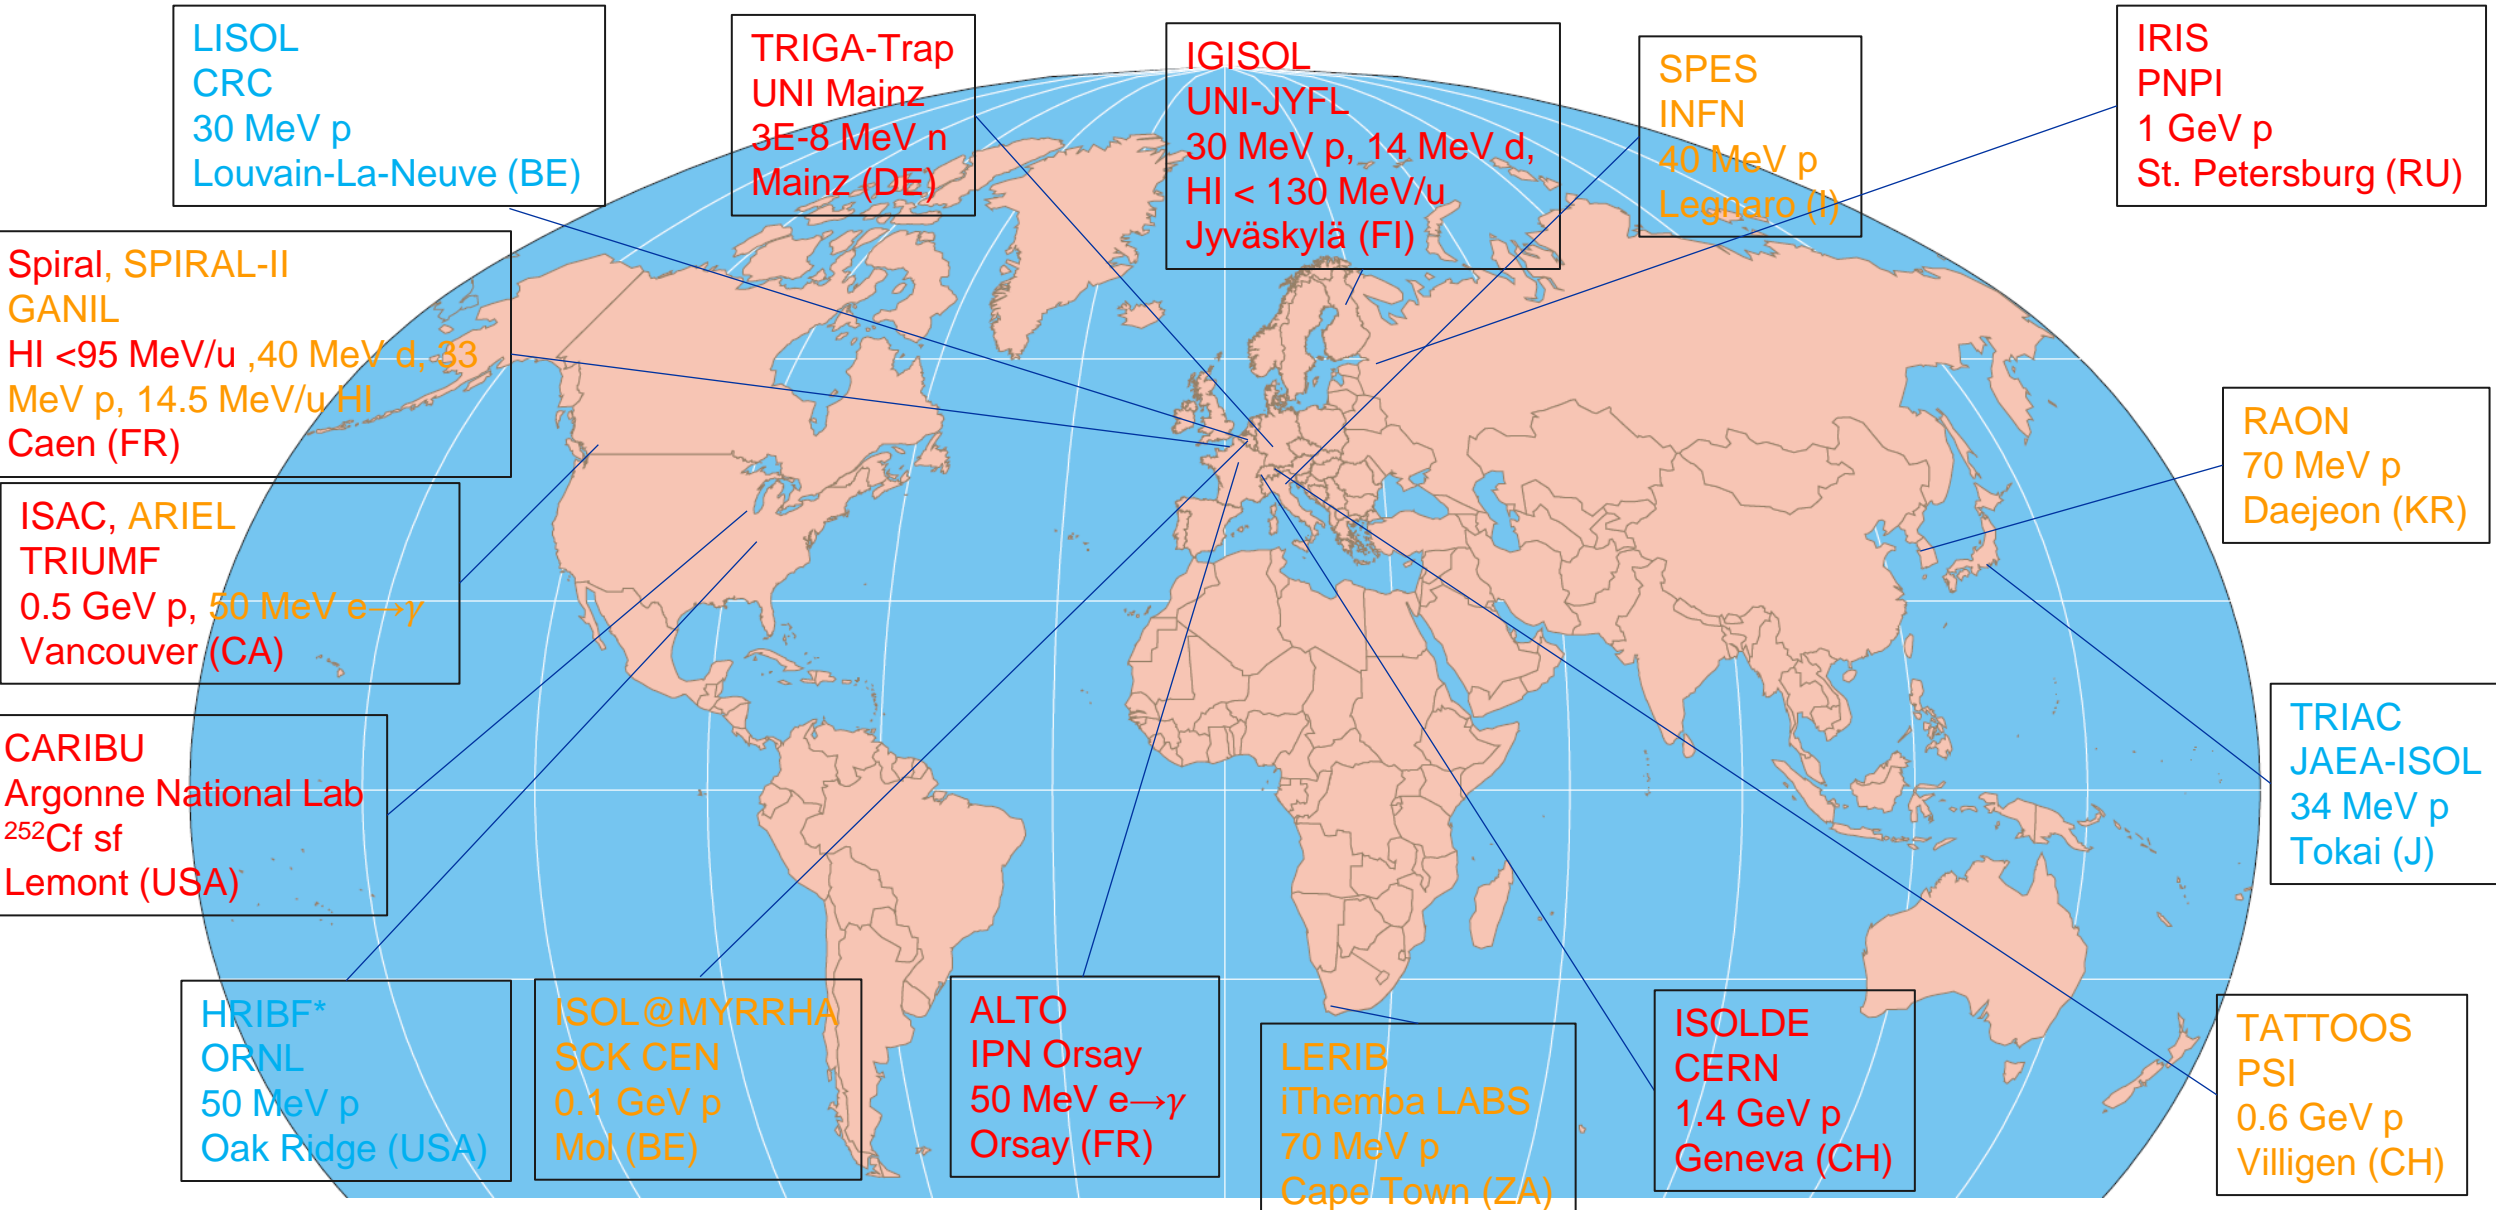 LISOL
CRC
30 MeV p
Louvain-La-Neuve (BE)
TRIGA-Trap
UNI Mainz
3E-8 MeV n
Mainz (DE)
IGISOL
UNI-JYFL
30 MeV p, 14 MeV d,
HI < 130 MeV/u
Jyväskylä (FI)
SPES
INFN
40 MeV p
Legnaro (I)
IRIS
PNPI
1 GeV p
St. Petersburg (RU)
Spiral, SPIRAL-II
GANIL
HI <95 MeV/u ,40 MeV d, 33
MeV p, 14.5 MeV/u HI
Caen (FR)
RAON
70 MeV p
Daejeon (KR)
ISAC, ARIEL
TRIUMF
0.5 GeV p, 50 MeV e→γ
Vancouver (CA)
CARIBU
Argonne National Lab
²⁵²Cf sf
Lemont (USA)
TRIAC
JAEA-ISOL
34 MeV p
Tokai (J)
HRIBF*
ORNL
50 MeV p
Oak Ridge (USA)
ISOL@MYRRHA
SCK CEN
0.1 GeV p
Mol (BE)
ALTO
IPN Orsay
50 MeV e→γ
Orsay (FR)
LERIB
iThemba LABS
70 MeV p
Cape Town (ZA)
ISOLDE
CERN
1.4 GeV p
Geneva (CH)
TATTOOS
PSI
0.6 GeV p
Villigen (CH)